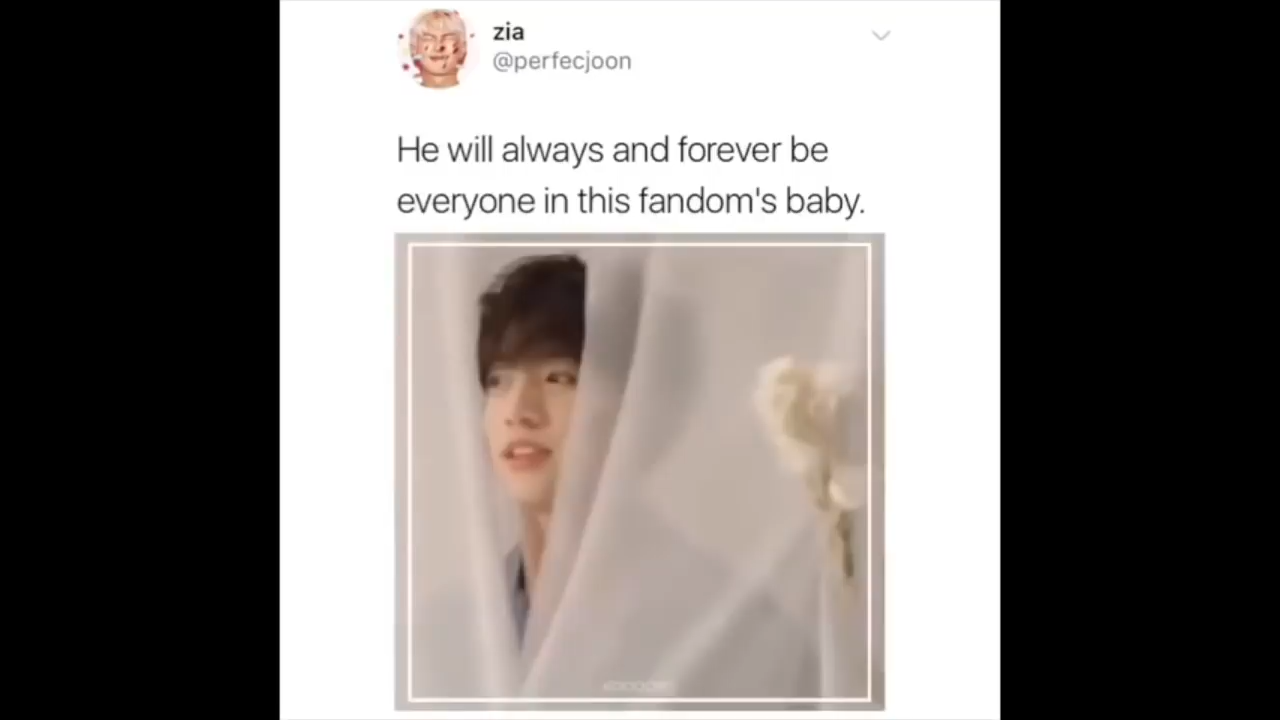 zia
@perfecjoon
He will always and forever be
everyone in this fandom's baby.